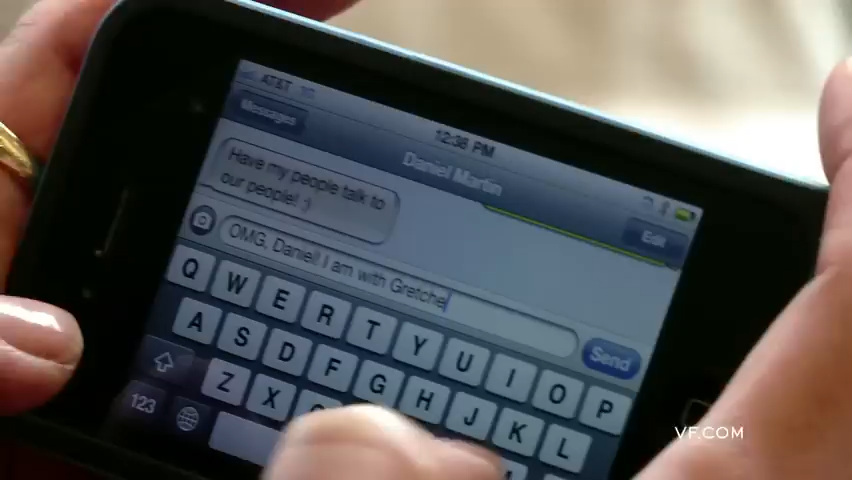 AT&T 3G
12:38 PM
Messages
Daniel Martin
Edit
Have my people talk to
our people! :)
OMG, Daniel! I am with Gretche
Send
Q W E R T Y U I O P
A S D F G H J K L
Z X
123
VF.COM